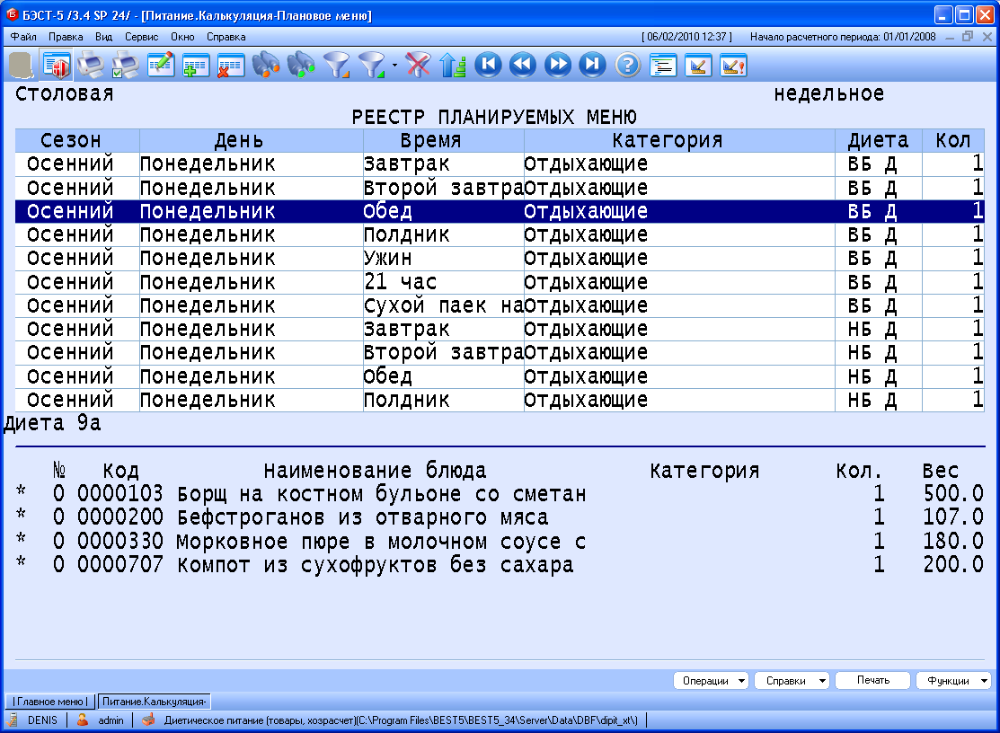 БЭСТ-5 /3.4 SP 24/ - [Питание.Калькуляция-Плановое меню]
Файл Правка Вид Сервис Окно Справка [ 06/02/2010 12:37 ] Начало расчетного периода: 01/01/2008
Столовая недельное
РЕЕСТР ПЛАНИРУЕМЫХ МЕНЮ
Сезон День Время Категория Диета Кол
Осенний Понедельник Завтрак Отдыхающие ВБ Д 1
Осенний Понедельник Второй завтра Отдыхающие ВБ Д 1
Осенний Понедельник Обед Отдыхающие ВБ Д 1
Осенний Понедельник Полдник Отдыхающие ВБ Д 1
Осенний Понедельник Ужин Отдыхающие ВБ Д 1
Осенний Понедельник 21 час Отдыхающие ВБ Д 1
Осенний Понедельник Сухой паек на Отдыхающие ВБ Д 1
Осенний Понедельник Завтрак Отдыхающие НБ Д 1
Осенний Понедельник Второй завтра Отдыхающие НБ Д 1
Осенний Понедельник Обед Отдыхающие НБ Д 1
Осенний Понедельник Полдник Отдыхающие НБ Д 1
Диета 9а
№ Код Наименование блюда Категория Кол. Вес
* 0 0000103 Борщ на костном бульоне со сметан 1 500.0
* 0 0000200 Бефстроганов из отварного мяса 1 107.0
* 0 0000330 Морковное пюре в молочном соусе с 1 180.0
* 0 0000707 Компот из сухофруктов без сахара 1 200.0
Операции Справки Печать Функции
| Главное меню | Питание.Калькуляция-
DENIS admin Диетическое питание (товары, хозрасчет)(C:\Program Files\BEST5\BEST5_34\Server\Data\DBF\dipit_xt\)